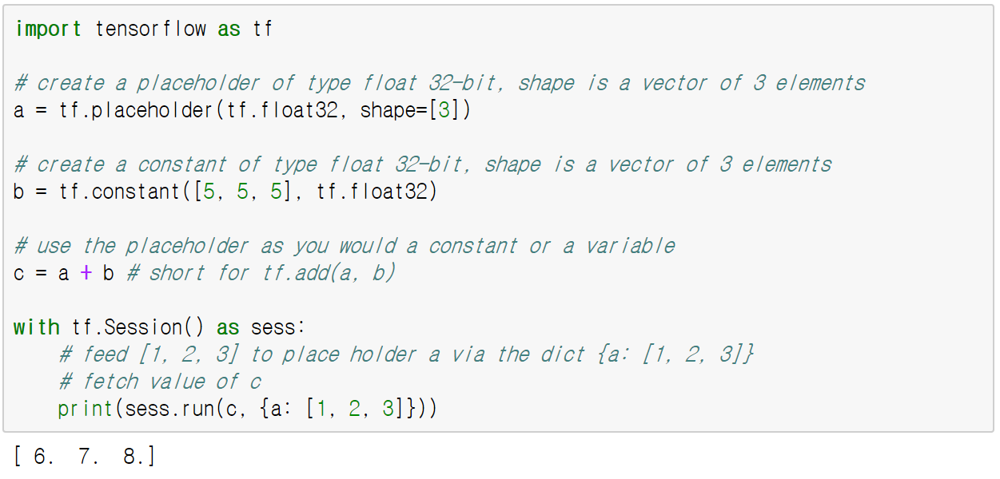 import tensorflow as tf
# create a placeholder of type float 32-bit, shape is a vector of 3 elements
a = tf.placeholder(tf.float32, shape=[3])
# create a constant of type float 32-bit, shape is a vector of 3 elements
b = tf.constant([5, 5, 5], tf.float32)
# use the placeholder as you would a constant or a variable
c = a + b # short for tf.add(a, b)
with tf.Session() as sess:
    # feed [1, 2, 3] to place holder a via the dict {a: [1, 2, 3]}
    # fetch value of c
    print(sess.run(c, {a: [1, 2, 3]}))
[ 6.  7.  8.]